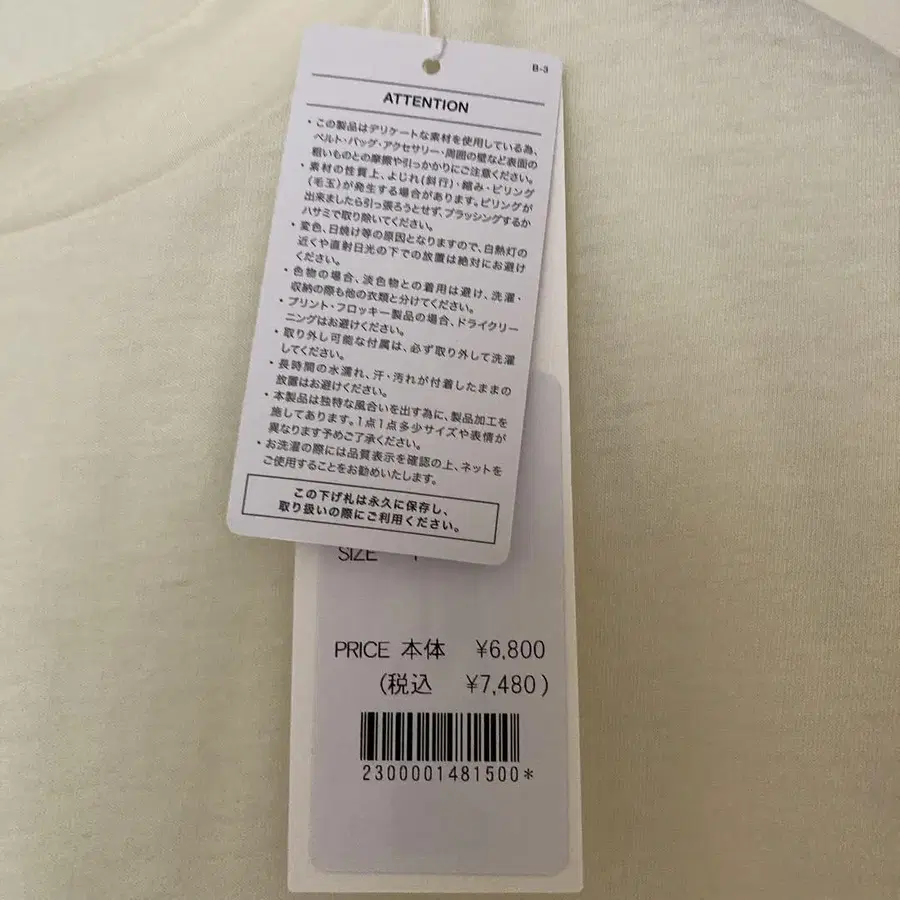 B-3
ATTENTION
・この製品はデリケートな素材を使用している為、
ベルト・バッグ・アクセサリー・周囲の壁など表面の
粗いものとの摩擦や引っかかりにご注意ください。
・素材の性質上、よじれ(斜行)・縮み・ピリング
(毛玉)が発生する場合があります。ピリングが
出来ましたら引っ張ろうとせず、ブラッシングするか
ハサミで取り除いてください。
・変色、日焼け等の原因となりますので、白熱灯の
近くや直射日光の下での放置は絶対にお避け
ください。
・色物の場合、淡色物との着用は避け、洗濯・
収納の際も他の衣類と分けてください。
・プリント・フロッキー製品の場合、ドライクリー
ニングはお避けください。
・取り外し可能な付属は、必ず取り外して洗濯
してください。
・長時間の水濡れ、汗・汚れが付着したままの
放置はお避けください。
・本製品は独特な風合いを出す為に、製品加工を
施してあります。1点1点多少サイズや表情が
異なります予めご了承ください。
・お洗濯の際には品質表示を確認の上、ネットを
ご使用することをお勧めいたします。
この下げ札は永久に保存し、
取り扱いの際にご利用ください。
SIZE
PRICE 本体 ¥6,800
(税込 ¥7,480)
2300001481500*